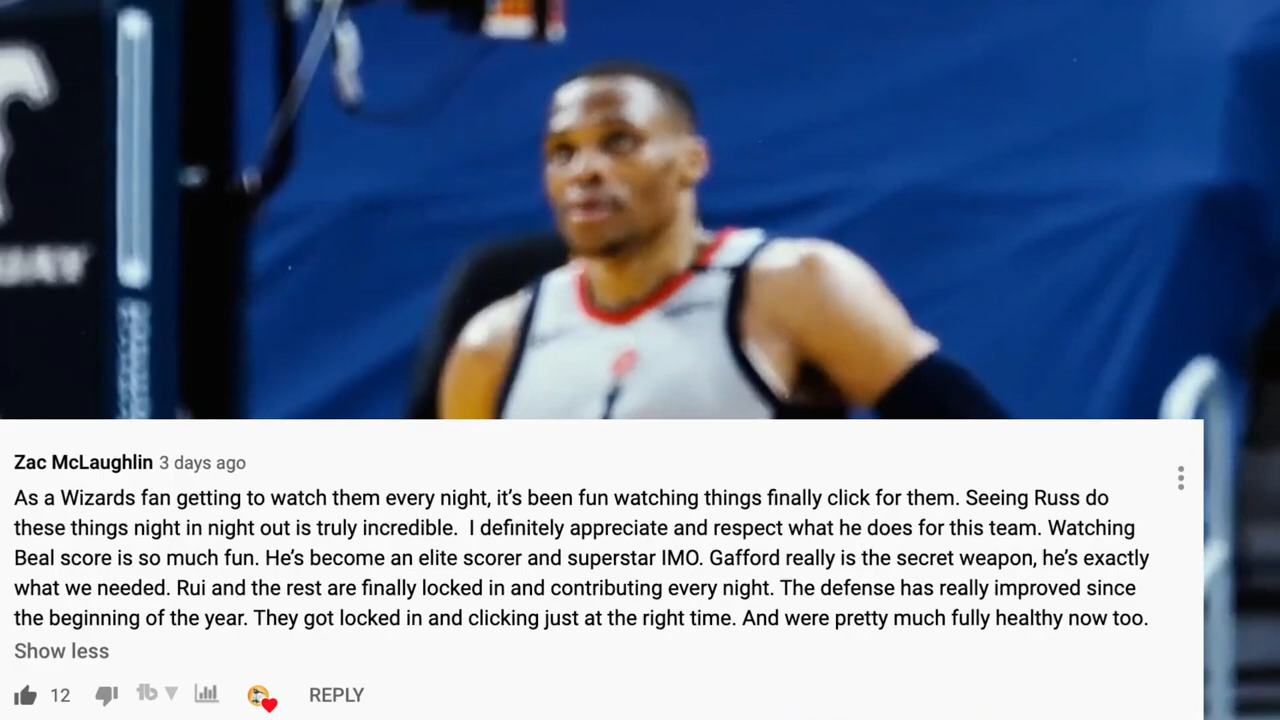 Zac McLaughlin 3 days ago
As a Wizards fan getting to watch them every night, it’s been fun watching things finally click for them. Seeing Russ do
these things night in night out is truly incredible.  I definitely appreciate and respect what he does for this team. Watching
Beal score is so much fun. He’s become an elite scorer and superstar IMO. Gafford really is the secret weapon, he’s exactly
what we needed. Rui and the rest are finally locked in and contributing every night. The defense has really improved since
the beginning of the year. They got locked in and clicking just at the right time. And were pretty much fully healthy now too.
Show less
12
REPLY